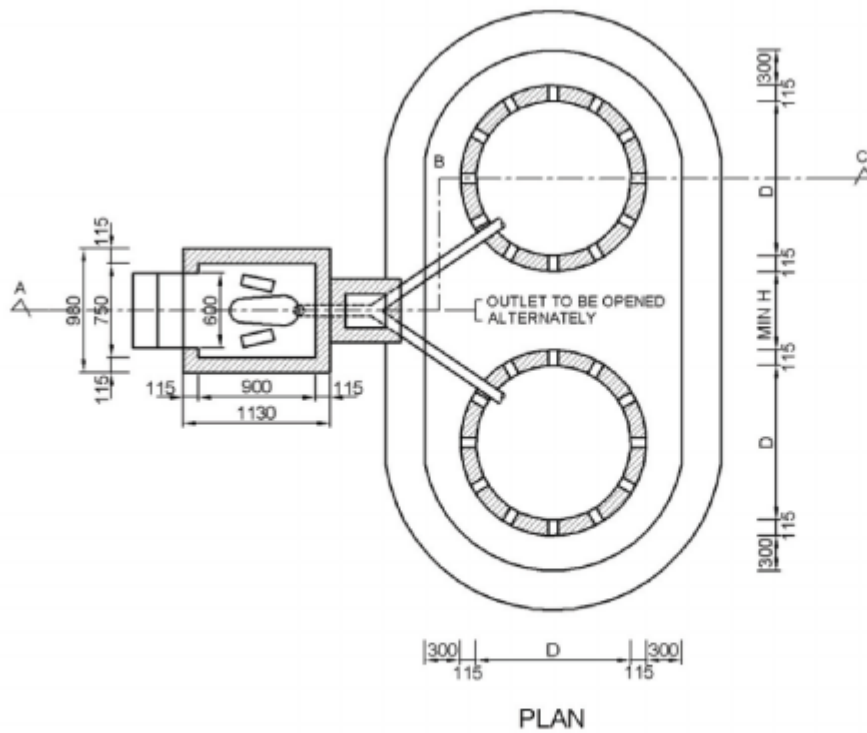 300
115
B
C
D
115
115
A
980
750
600
OUTLET TO BE OPENED
ALTERNATELY
MIN H
115
115
115
900
115
1130
D
115
300
300
D
300
115
115
PLAN